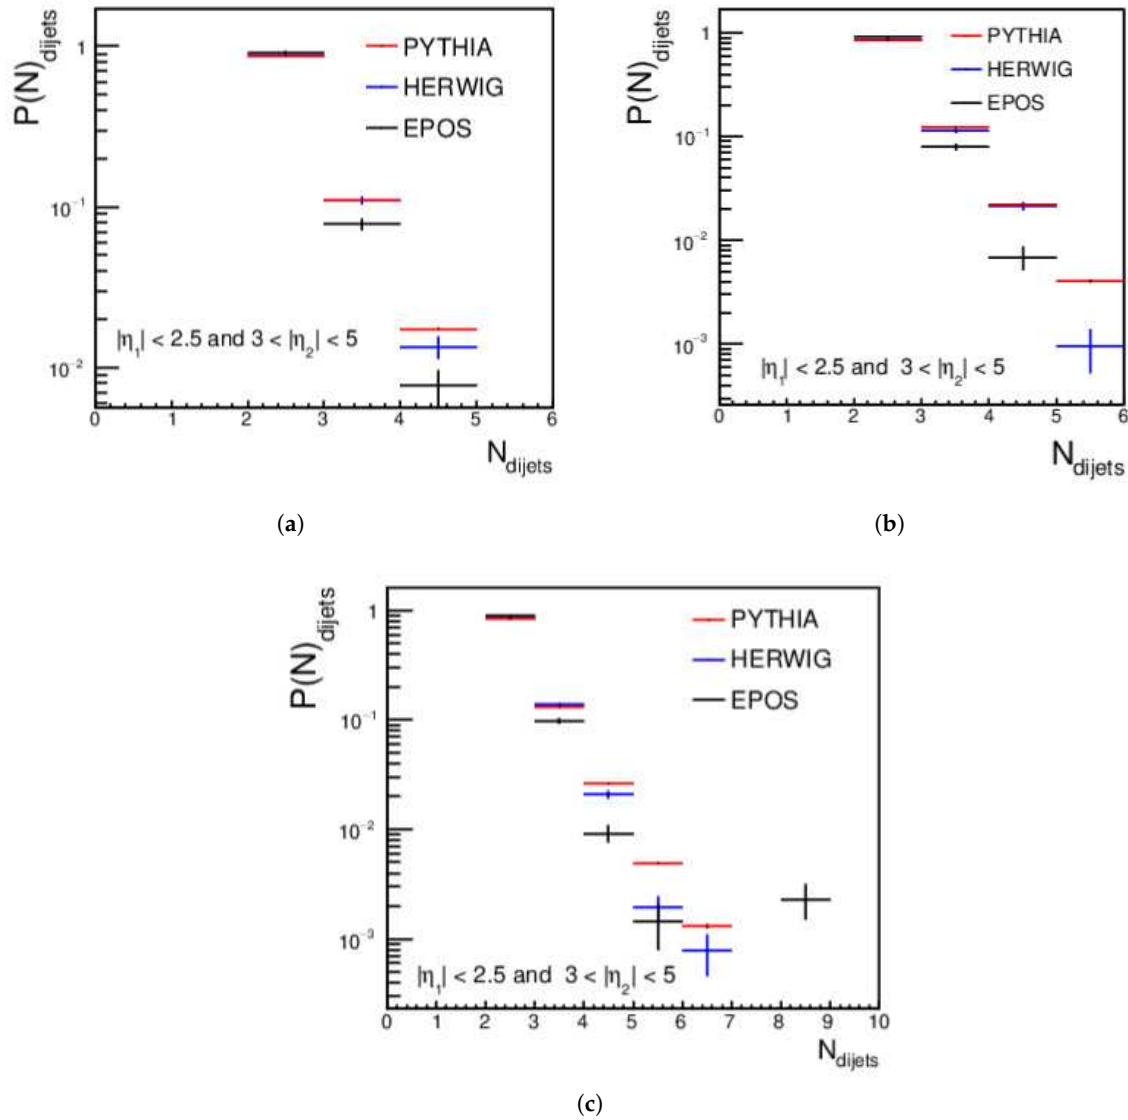 P(N)dijets
1
10⁻¹
10⁻²
PYTHIA
HERWIG
EPOS
|η₁| < 2.5 and 3 < |η₂| < 5
0 1 2 3 4 5 6
Ndijets
(a)
P(N)dijets
1
10⁻¹
10⁻²
10⁻³
PYTHIA
HERWIG
EPOS
|η₁| < 2.5 and 3 < |η₂| < 5
0 1 2 3 4 5 6
Ndijets
(b)
P(N)dijets
1
10⁻¹
10⁻²
10⁻³
PYTHIA
HERWIG
EPOS
|η₁| < 2.5 and 3 < |η₂| < 5
0 1 2 3 4 5 6 7 8 9 10
Ndijets
(c)